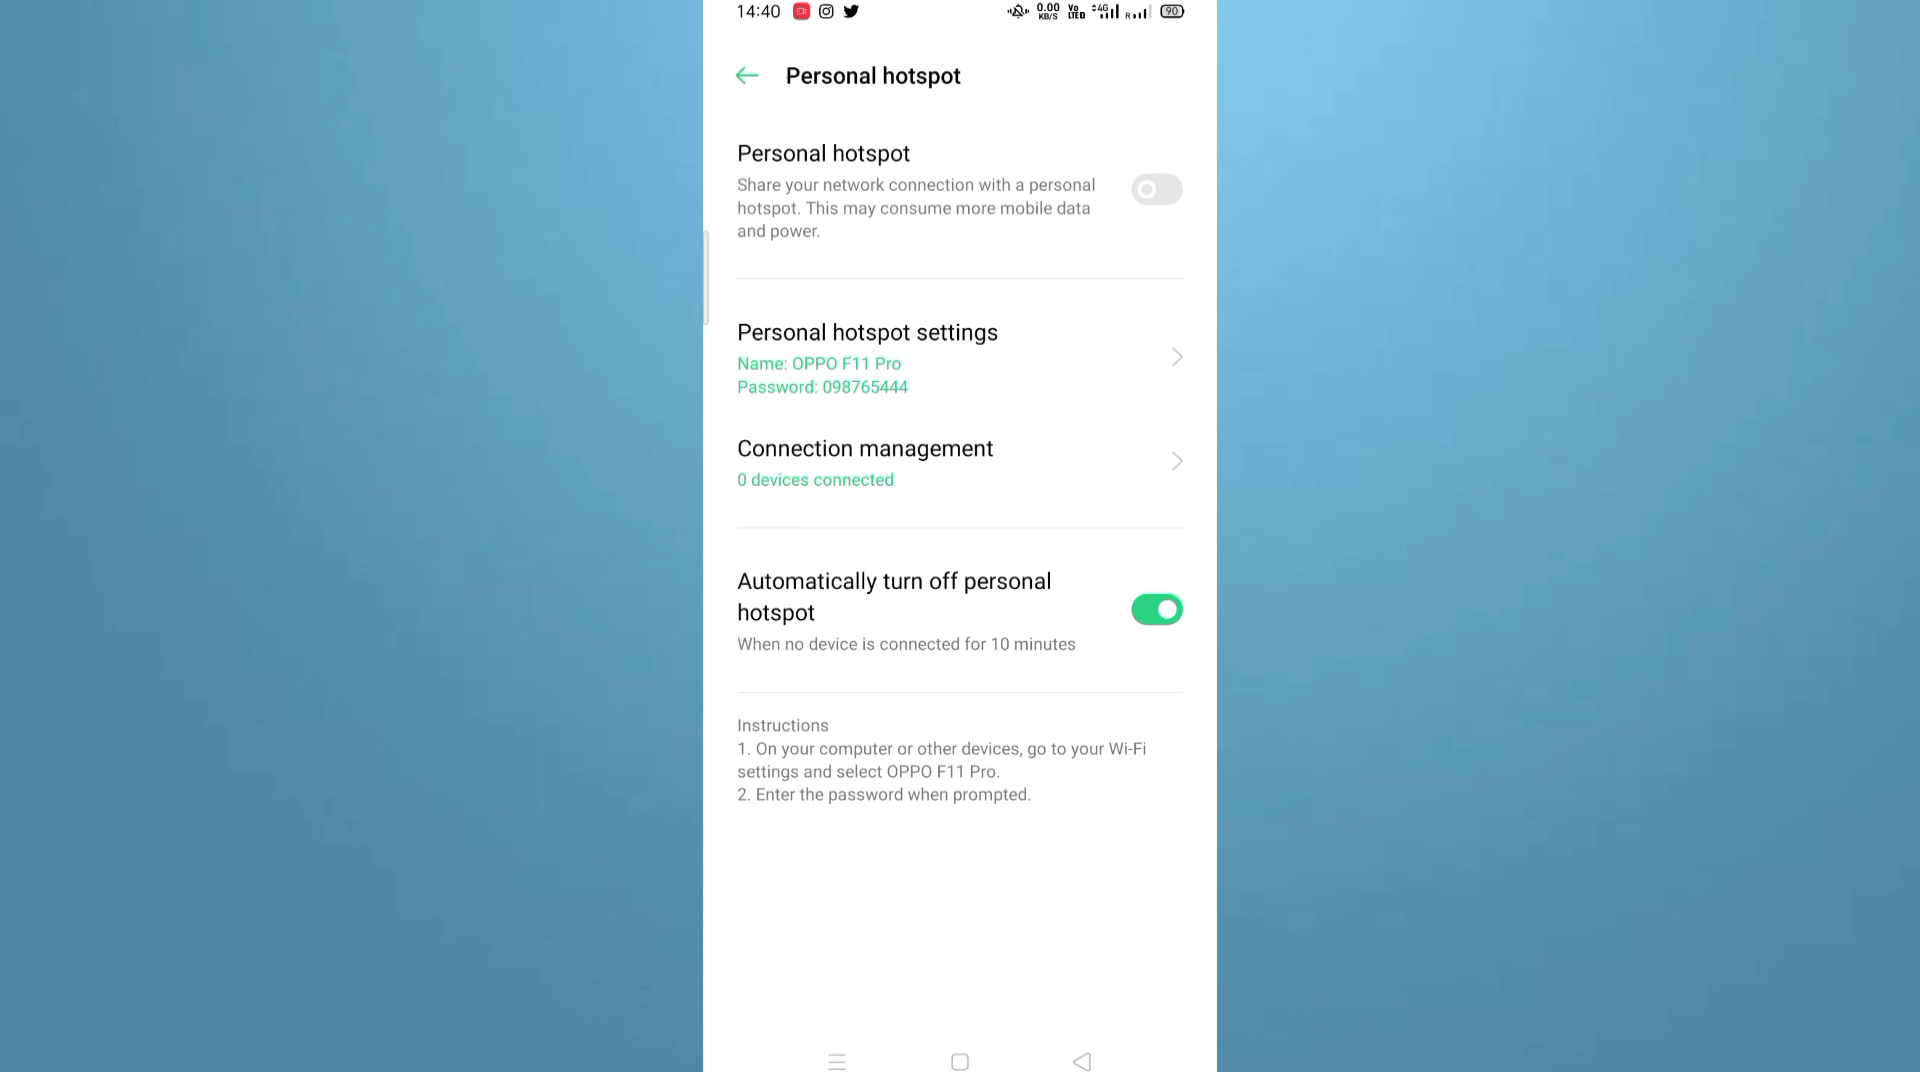 14:40 0.00 KB/S Vo LTE 4G R 90
Personal hotspot
Personal hotspot
Share your network connection with a personal
hotspot. This may consume more mobile data
and power.
Personal hotspot settings
Name: OPPO F11 Pro
Password: 098765444
Connection management
0 devices connected
Automatically turn off personal
hotspot
When no device is connected for 10 minutes
Instructions
1. On your computer or other devices, go to your Wi-Fi
settings and select OPPO F11 Pro.
2. Enter the password when prompted.